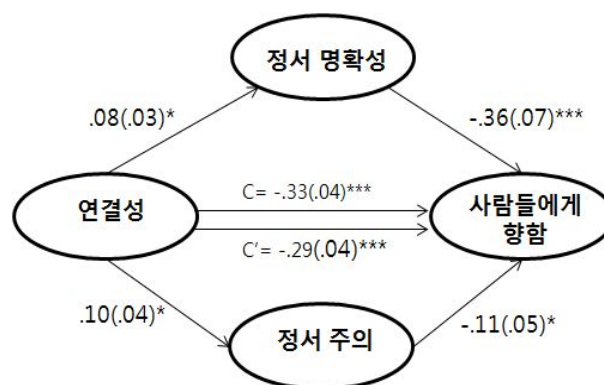 정서 명확성
.08(.03)*
-.36(.07)***
C= -.33(.04)***
연결성
사람들에게
향함
C’= -.29(.04)***
.10(.04)*
-.11(.05)*
정서 주의